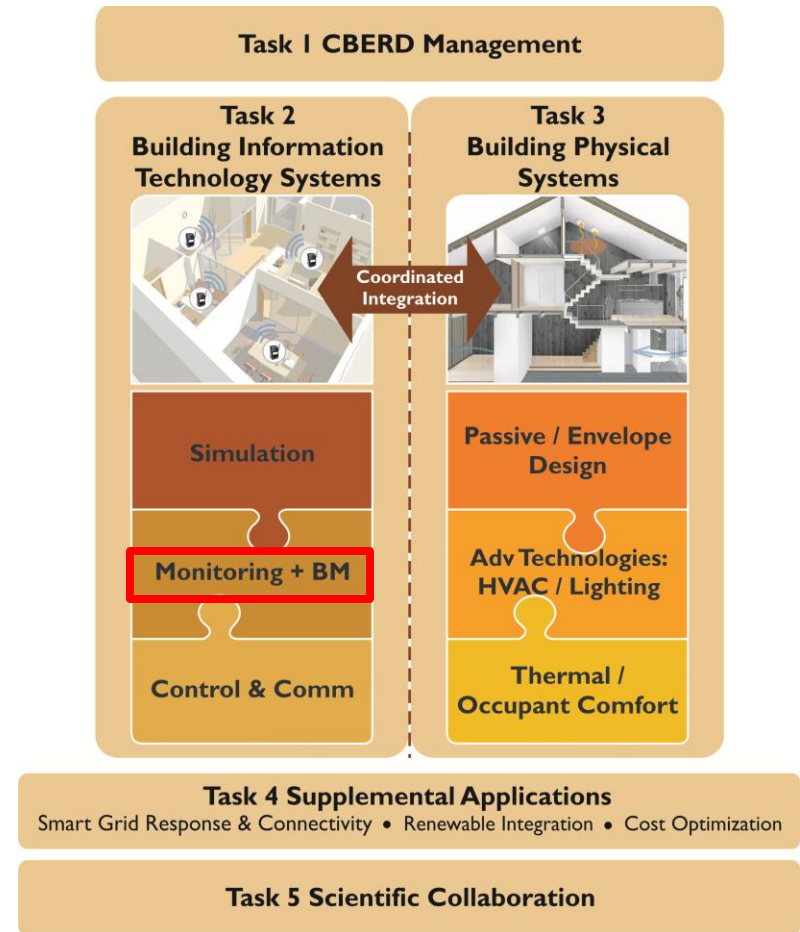 Task 1 CBERD Management
Task 2
Building Information
Technology Systems
Task 3
Building Physical
Systems
Coordinated
Integration
Simulation
Monitoring + BM
Control & Comm
Passive / Envelope
Design
Adv Technologies:
HVAC / Lighting
Thermal /
Occupant Comfort
Task 4 Supplemental Applications
Smart Grid Response & Connectivity • Renewable Integration • Cost Optimization
Task 5 Scientific Collaboration